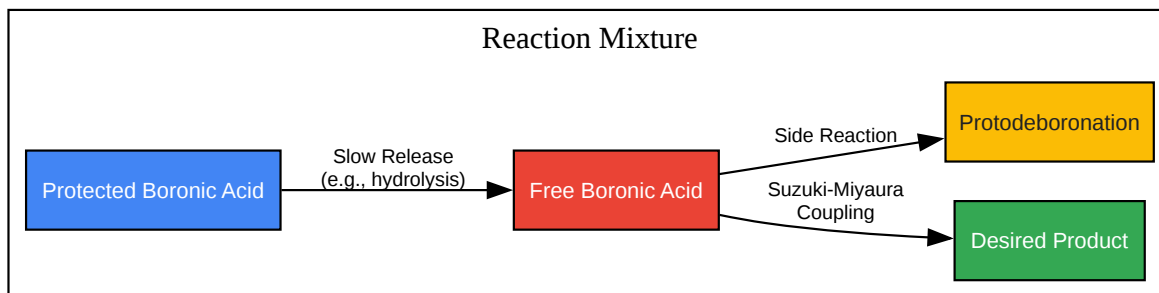 Reaction Mixture
Protected Boronic Acid
Slow Release
(e.g., hydrolysis)
Free Boronic Acid
Side Reaction
Protodeboronation
Suzuki-Miyaura
Coupling
Desired Product